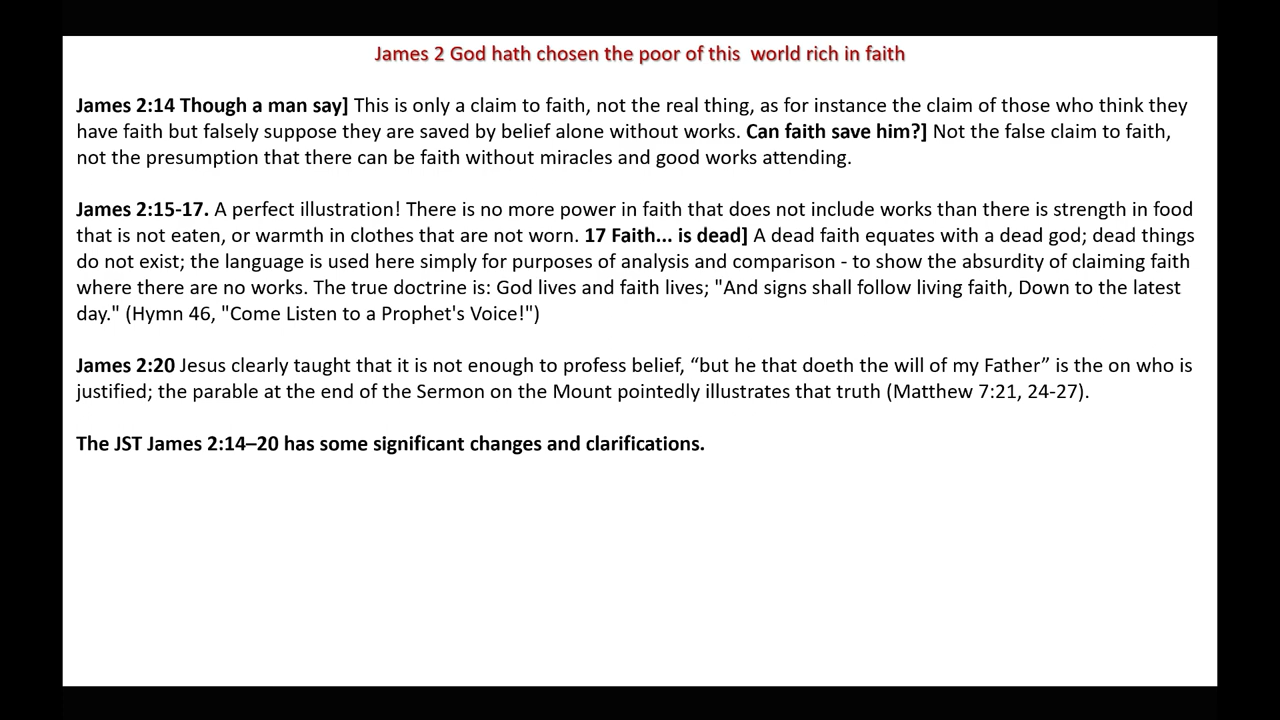 James 2 God hath chosen the poor of this  world rich in faith
James 2:14 Though a man say] This is only a claim to faith, not the real thing, as for instance the claim of those who think they
have faith but falsely suppose they are saved by belief alone without works. Can faith save him?] Not the false claim to faith,
not the presumption that there can be faith without miracles and good works attending.
James 2:15-17. A perfect illustration! There is no more power in faith that does not include works than there is strength in food
that is not eaten, or warmth in clothes that are not worn. 17 Faith... is dead] A dead faith equates with a dead god; dead things
do not exist; the language is used here simply for purposes of analysis and comparison - to show the absurdity of claiming faith
where there are no works. The true doctrine is: God lives and faith lives; "And signs shall follow living faith, Down to the latest
day." (Hymn 46, "Come Listen to a Prophet's Voice!")
James 2:20 Jesus clearly taught that it is not enough to profess belief, “but he that doeth the will of my Father” is the on who is
justified; the parable at the end of the Sermon on the Mount pointedly illustrates that truth (Matthew 7:21, 24-27).
The JST James 2:14–20 has some significant changes and clarifications.